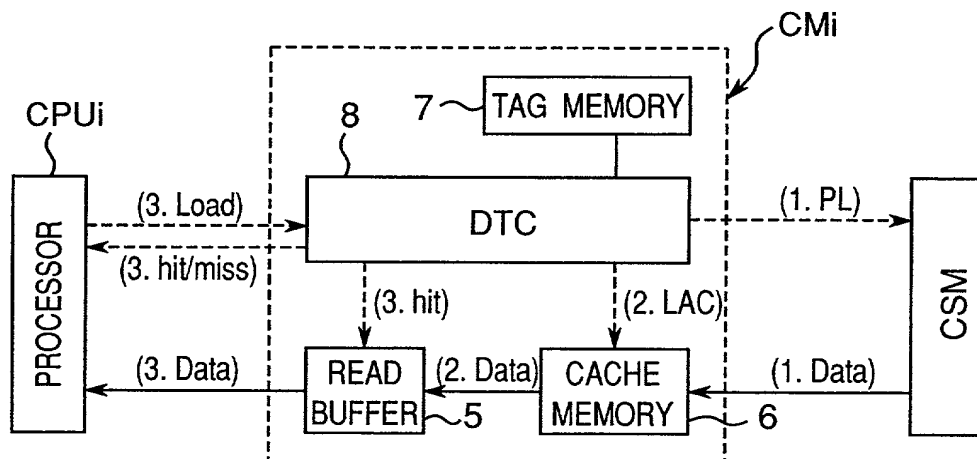 CMi
7
TAG MEMORY
CPUi
8
PROCESSOR
(3. Load)
DTC
(1. PL)
CSM
(3. hit/miss)
(3. hit)
(2. LAC)
(3. Data)
READ
BUFFER
5
(2. Data)
CACHE
MEMORY
6
(1. Data)